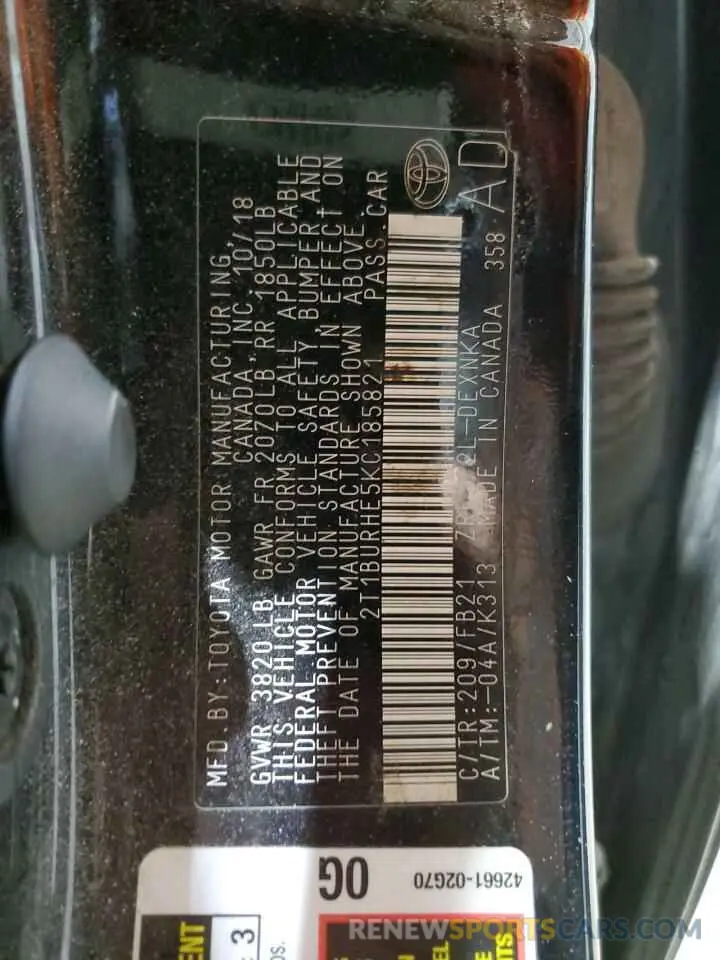 MFD. BY: TOYOTA MOTOR MANUFACTURING,
CANADA, INC. 10/18
GVWR 3820LB GAWR FR 2070LB RR 1850LB
THIS VEHICLE CONFORMS TO ALL APPLICABLE
FEDERAL MOTOR VEHICLE SAFETY, BUMPER, AND
THEFT PREVENTION STANDARDS IN EFFECT ON
THE DATE OF MANUFACTURE SHOWN ABOVE.
2T1BURHE5KC185821 PASS.CAR
C/TR:209/FB21 L-DEXNKA
A/TM:-04A/K313 MADE IN CANADA 358 AD
0G
42661-02G70
3
RENEWSPORTSCARS.COM